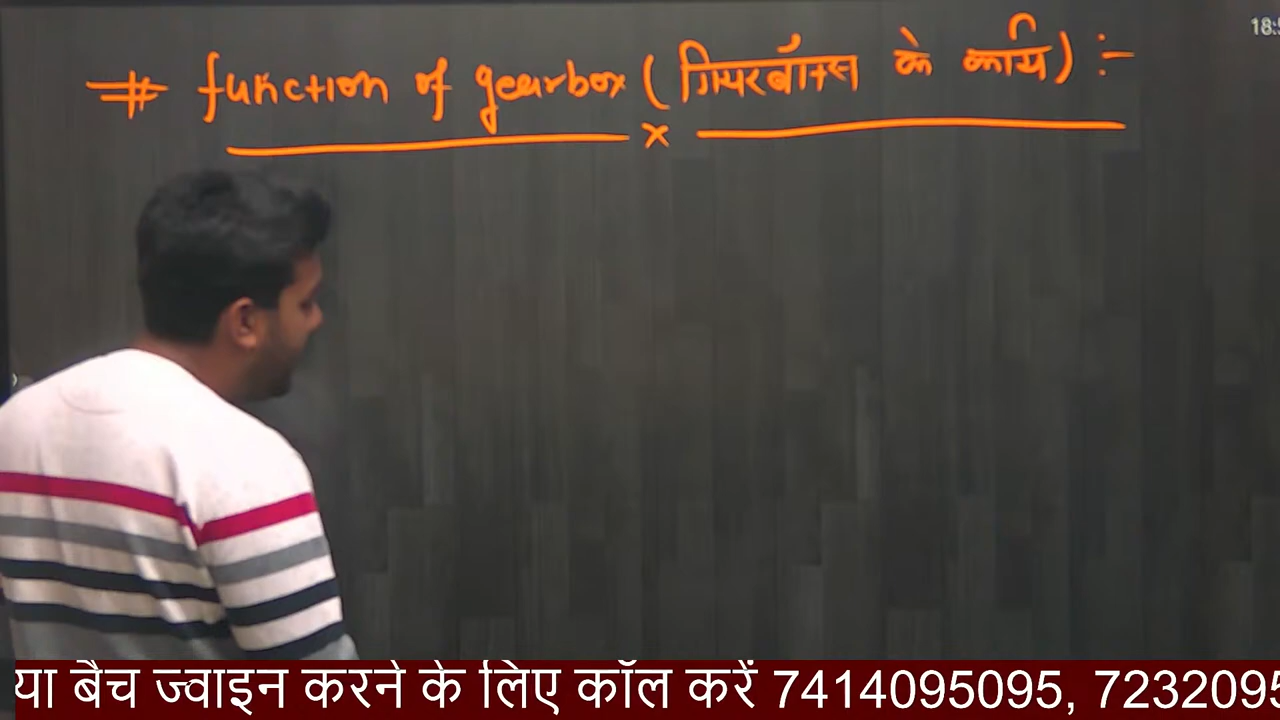 18:5
# function of gearbox ( गियरबॉक्स के कार्य ) :-
या बैच ज्वाइन करने के लिए कॉल करें 7414095095, 7232095